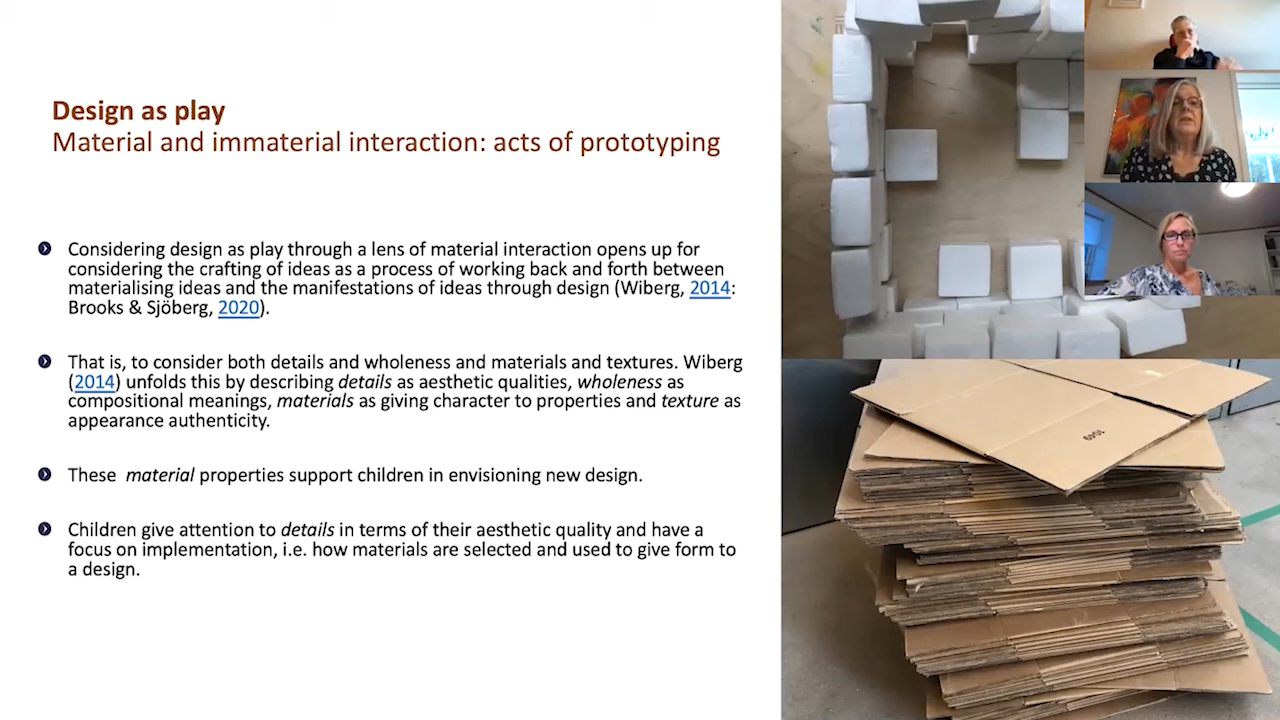 Design as play
Material and immaterial interaction: acts of prototyping
Considering design as play through a lens of material interaction opens up for
considering the crafting of ideas as a process of working back and forth between
materialising ideas and the manifestations of ideas through design (Wiberg, 2014:
Brooks & Sjöberg, 2020).
That is, to consider both details and wholeness and materials and textures. Wiberg
(2014) unfolds this by describing details as aesthetic qualities, wholeness as
compositional meanings, materials as giving character to properties and texture as
appearance authenticity.
These material properties support children in envisioning new design.
Children give attention to details in terms of their aesthetic quality and have a
focus on implementation, i.e. how materials are selected and used to give form to
a design.